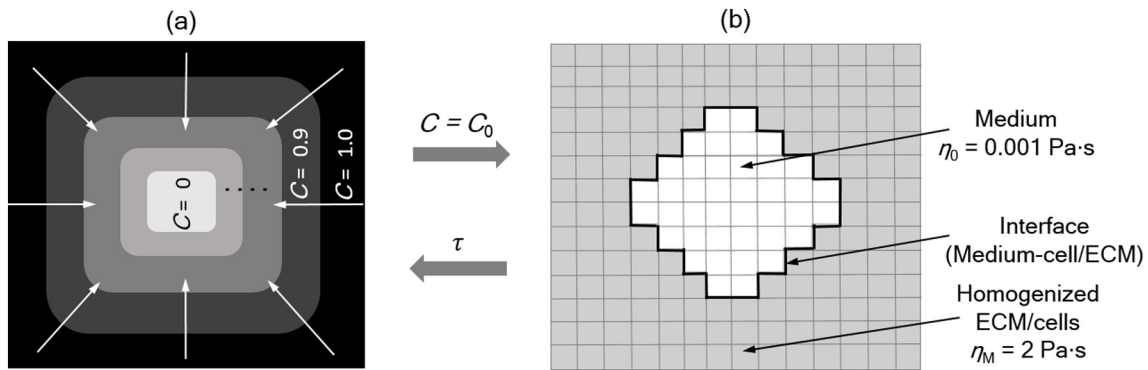 (a)
C = 0
C = 0.9
C = 1.0
C = C₀
τ
(b)
Medium
η₀ = 0.001 Pa·s
Interface
(Medium-cell/ECM)
Homogenized
ECM/cells
η_M = 2 Pa·s